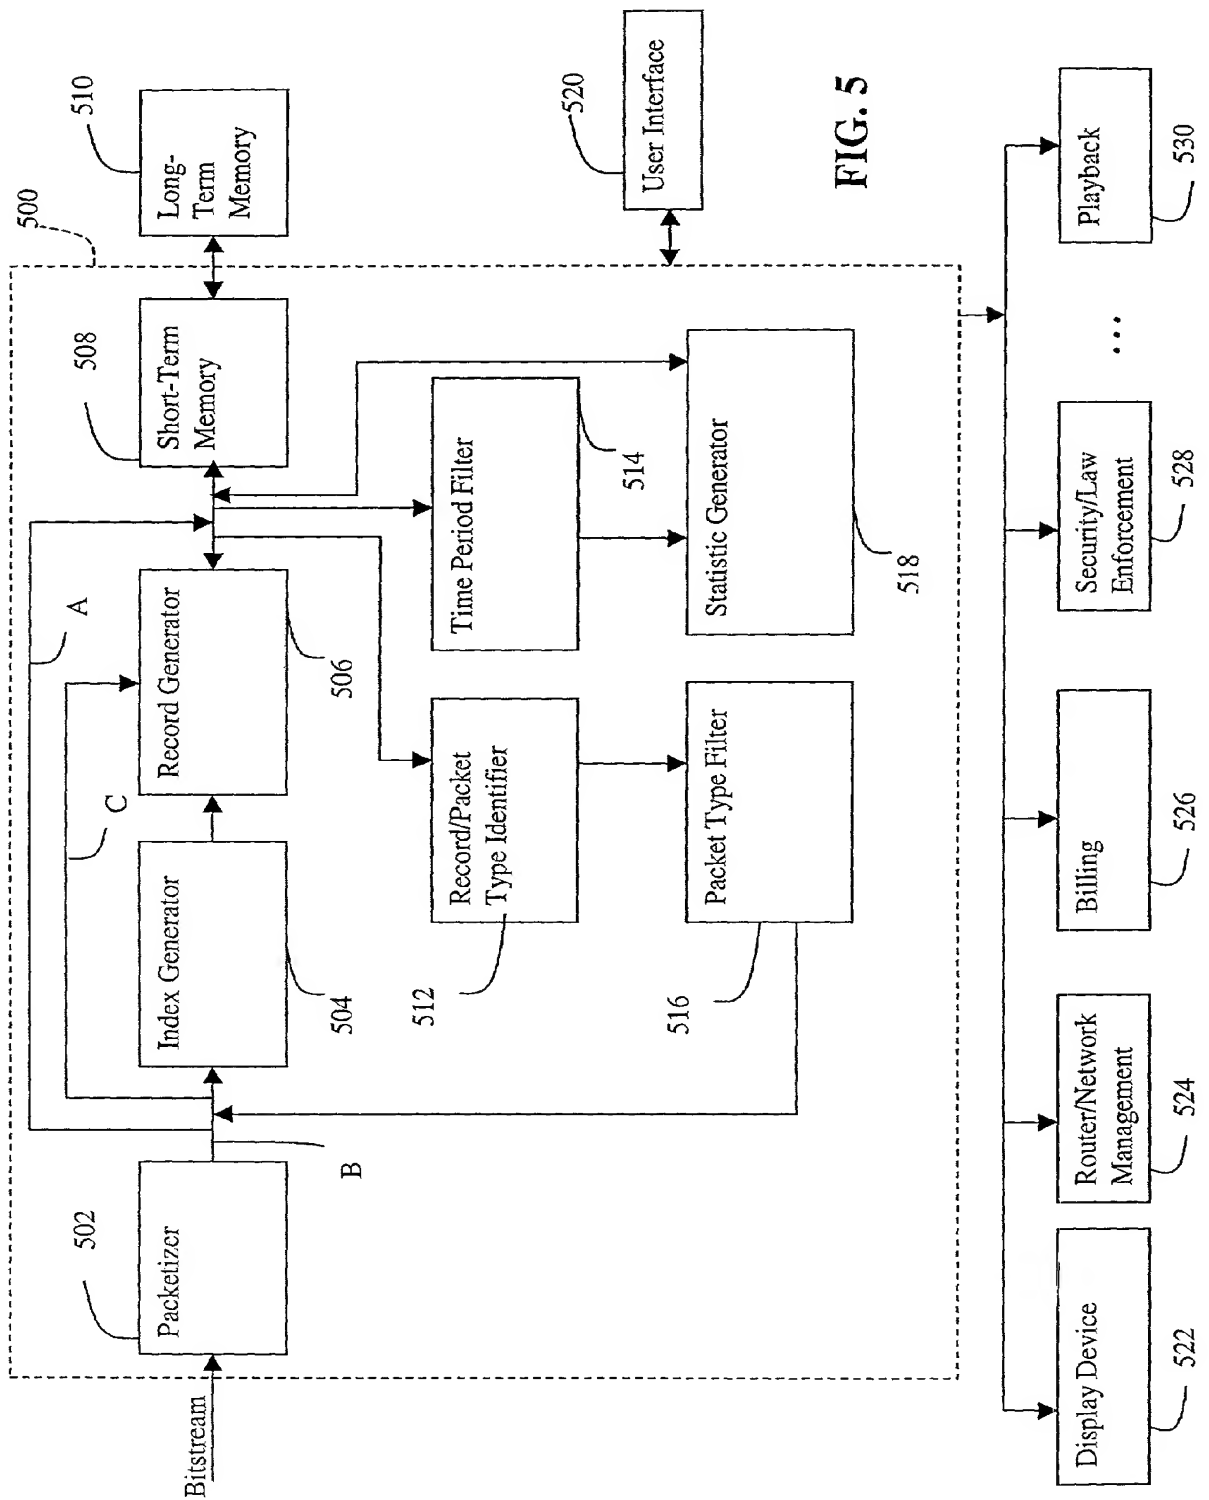 500
Bitstream
502
Packetizer
B
A
C
504
Index Generator
506
Record Generator
508
Short-Term
Memory
510
Long-
Term
Memory
512
Record/Packet
Type Identifier
514
Time Period Filter
516
Packet Type Filter
518
Statistic Generator
520
User Interface
FIG. 5
Display Device
522
Router/Network
Management
524
Billing
526
Security/Law
Enforcement
528
...
Playback
530